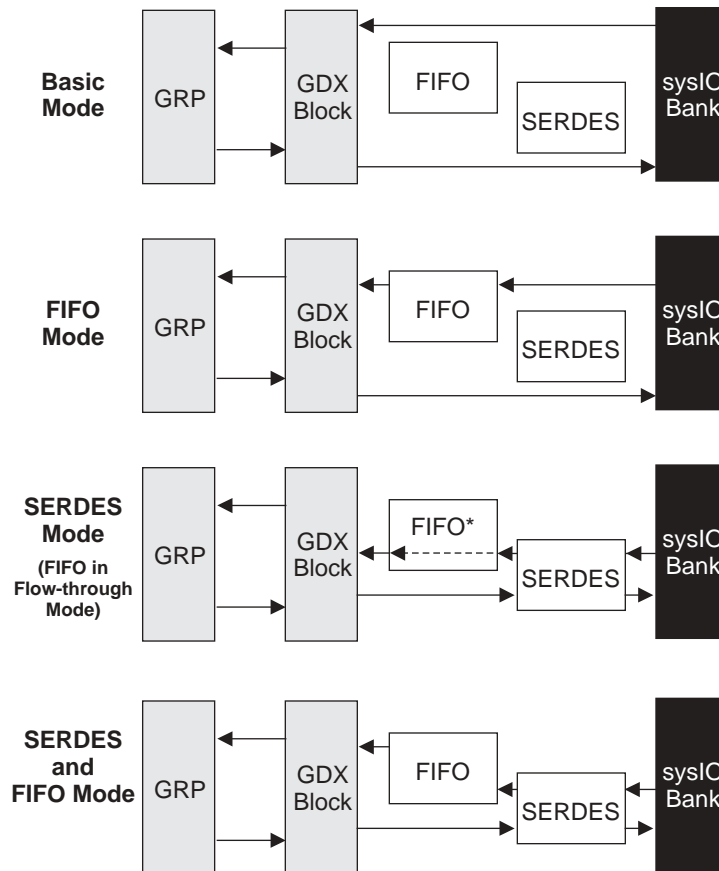 Basic
Mode
GRP
GDX
Block
FIFO
SERDES
sysIO
Bank
FIFO
Mode
GRP
GDX
Block
FIFO
SERDES
sysIO
Bank
SERDES
Mode
(FIFO in
Flow-through
Mode)
GRP
GDX
Block
FIFO*
SERDES
sysIO
Bank
SERDES
and
FIFO Mode
GRP
GDX
Block
FIFO
SERDES
sysIO
Bank